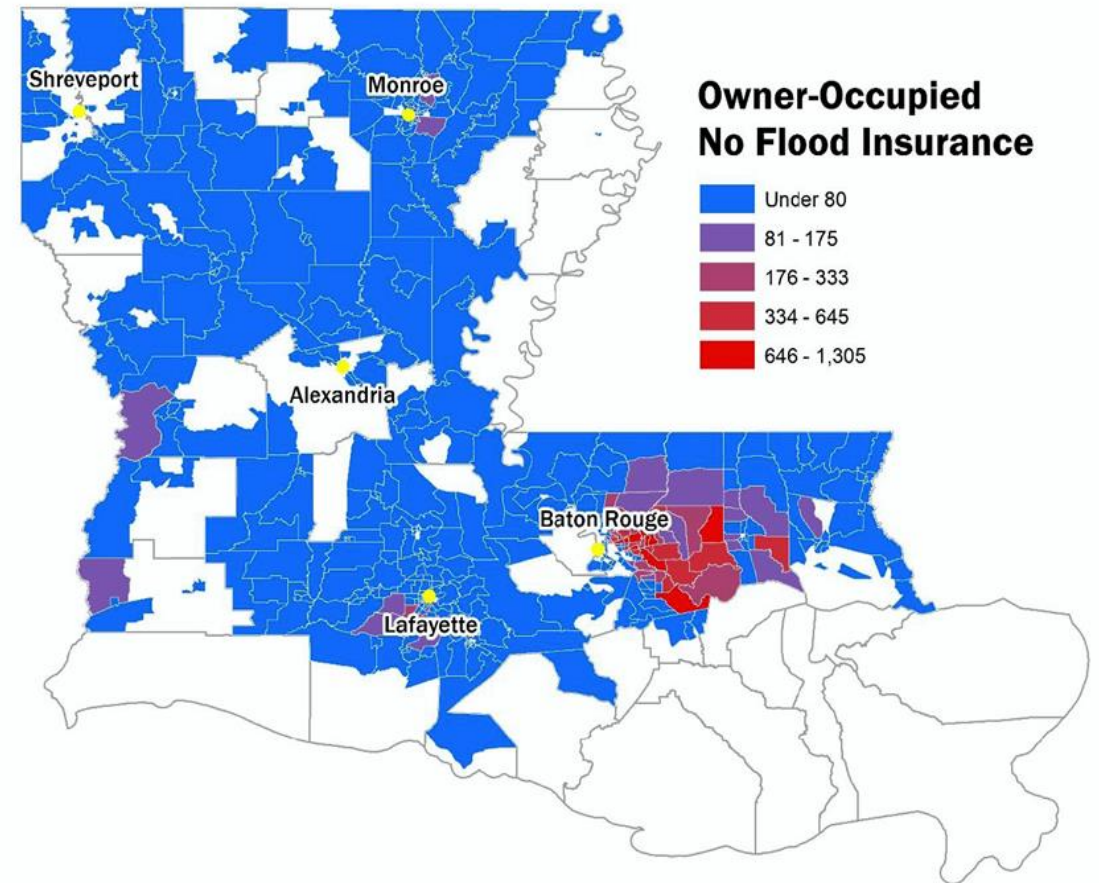 Shreveport
Monroe
Owner-Occupied
No Flood Insurance
Under 80
81 - 175
176 - 333
334 - 645
646 - 1,305
Alexandria
Baton Rouge
Lafayette